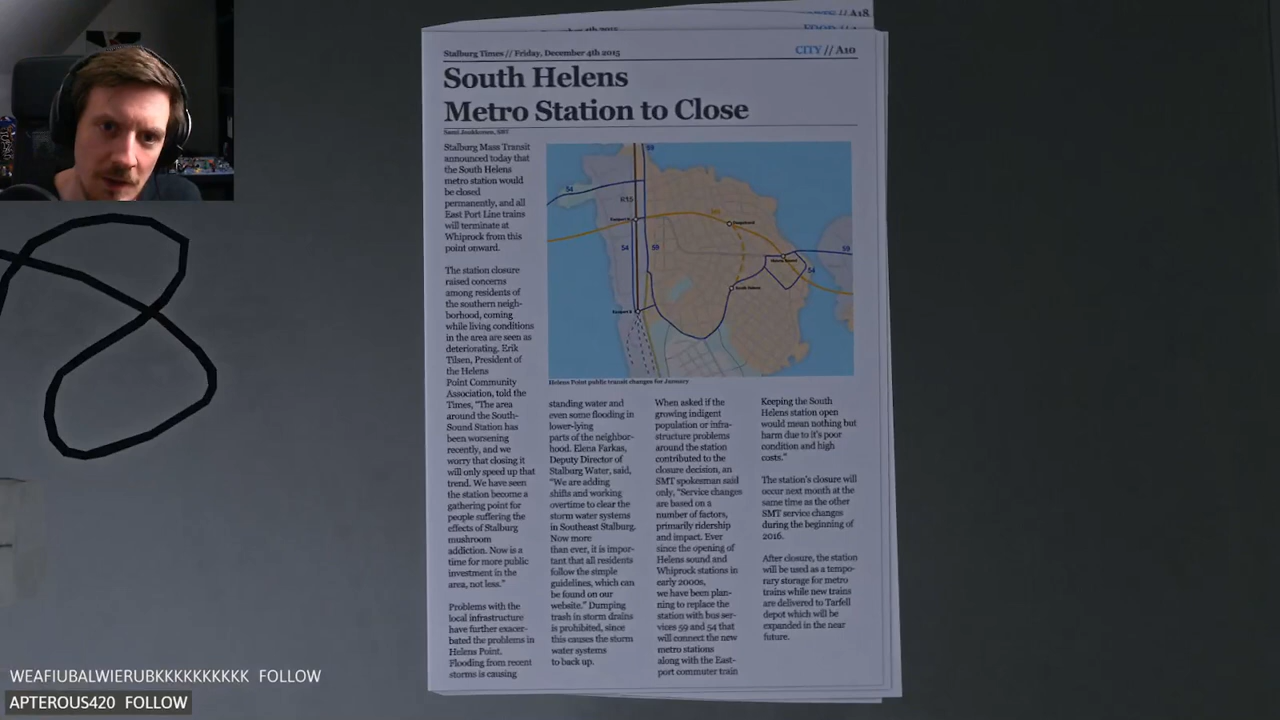 // A18
FOOD //
Stalburg Times // Friday, December 4th 2015
CITY // A10
South Helens
Metro Station to Close
Stalburg Mass Transit
announced today that
the South Helens
metro station would
be closed
permanently, and all
East Port Line trains
will terminate at
Whiprock from this
point onward.
The station closure
raised concerns
among residents of
the southern neigh-
borhood, coming
while living conditions
in the area are seen as
deteriorating. Erik
Tilsen, President of
the Helens
Point Community
Association, told the
Times, "The area
around the South-
Sound Station has
been worsening
recently, and we
worry that closing it
will only speed up that
trend. We have seen
the station become a
gathering point for
people suffering the
effects of Stalburg
mushroom
addiction. Now is a
time for more public
investment in the
area, not less."
Problems with the
local infrastructure
have further exacer-
bated the problems in
Helens Point.
Flooding from recent
storms is causing
59
54
R15
54
59
59
54
Helens Point public transit changes for January
standing water and
even some flooding in
lower-lying
parts of the neighbor-
hood. Elena Farkas,
Deputy Director of
Stalburg Water, said,
"We are adding
shifts and working
overtime to clear the
storm water systems
in Southeast Stalburg.
Now more
than ever, it is impor-
tant that all residents
follow the simple
guidelines, which can
be found on our
website." Dumping
trash in storm drains
is prohibited, since
this causes the storm
water systems
to back up.
When asked if the
growing indigent
population or infra-
structure problems
around the station
contributed to the
closure decision, an
SMT spokesman said
only, "Service changes
are based on a
number of factors,
primarily ridership
and impact. Ever
since the opening of
Helens sound and
Whiprock stations in
early 2000s,
we have been plan-
ning to replace the
station with bus ser-
vices 59 and 54 that
will connect the new
metro stations
along with the East-
port commuter train
Keeping the South
Helens station open
would mean nothing but
harm due to it's poor
condition and high
costs."
The station's closure will
occur next month at the
same time as the other
SMT service changes
during the beginning of
2016.
After closure, the station
will be used as a tempo-
rary storage for metro
trains while new trains
are delivered to Tarfell
depot which will be
expanded in the near
future.
WEAFIUBALWIERUBKKKKKKKKKK FOLLOW
APTEROUS420 FOLLOW